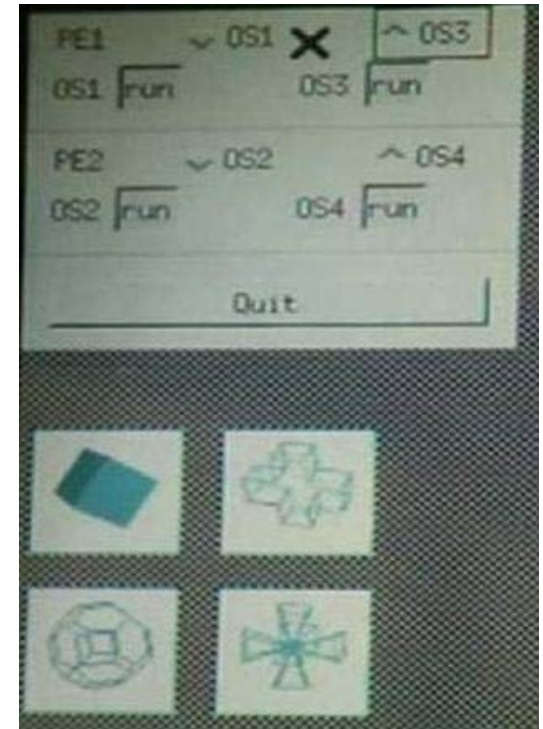 PE1 OS1 OS3
OS1 run OS3 run
PE2 OS2 OS4
OS2 run OS4 run
Quit